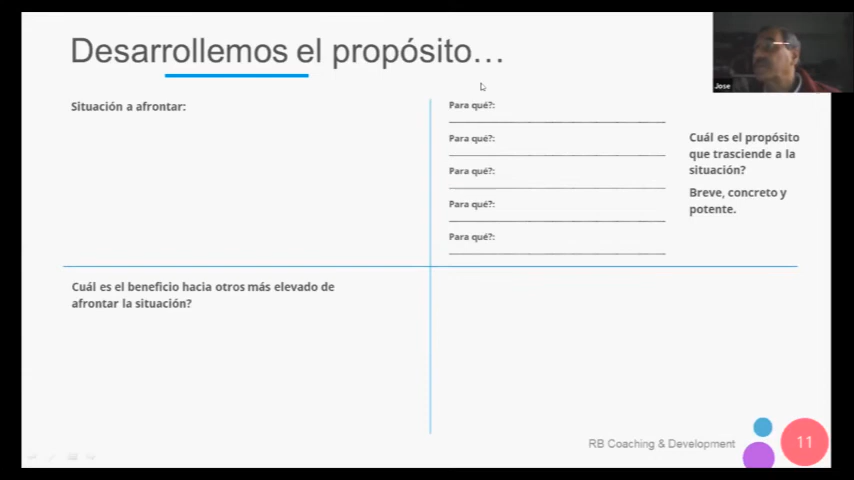 Desarrollemos el propósito...
Jose
Situación a afrontar:
Para qué?:
Para qué?:
Para qué?:
Para qué?:
Para qué?:
Cuál es el propósito
que trasciende a la
situación?
Breve, concreto y
potente.
Cuál es el beneficio hacia otros más elevado de
afrontar la situación?
RB Coaching & Development
11